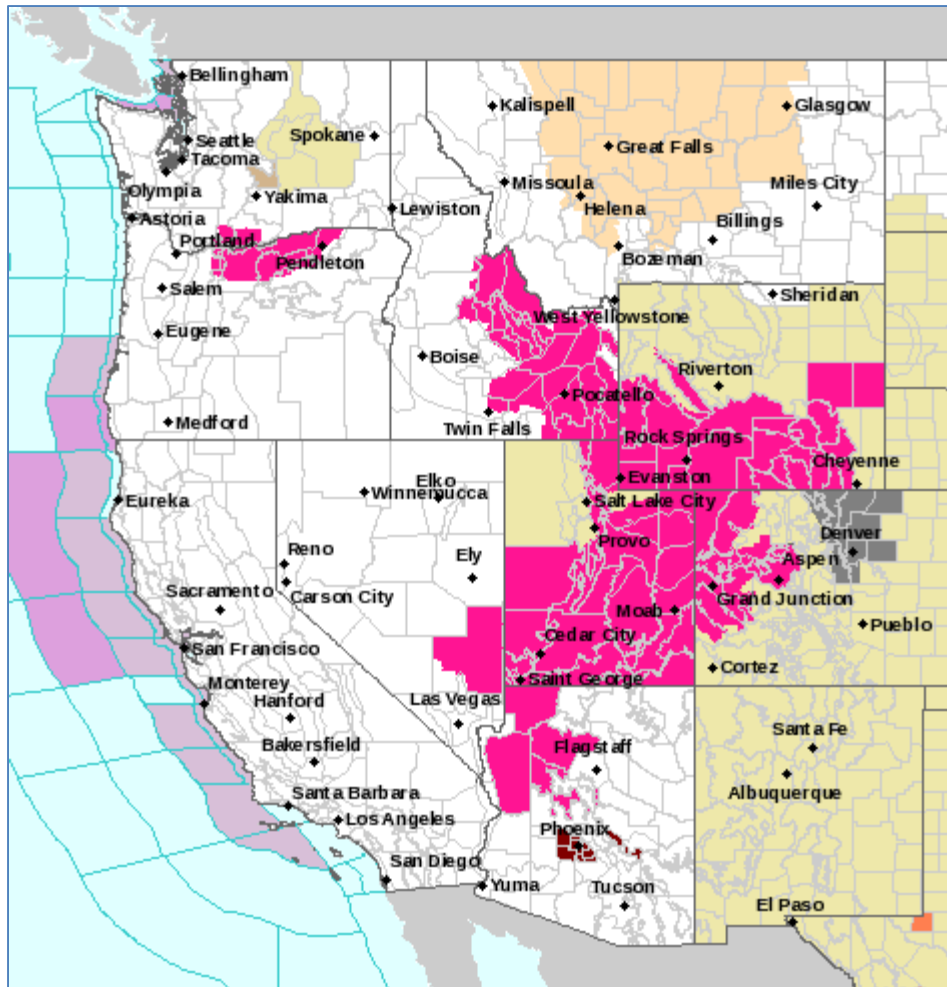 Bellingham
Kalispell
Glasgow
Seattle
Spokane
Great Falls
Tacoma
Olympia
Missoula
Miles City
Yakima
Helena
Astoria
Lewiston
Billings
Portland
Bozeman
Pendleton
Salem
Sheridan
West Yellowstone
Eugene
Boise
Riverton
Pocatello
Medford
Twin Falls
Rock Springs
Cheyenne
Evanston
Elko
Winnemucca
Eureka
Salt Lake City
Provo
Denver
Reno
Ely
Aspen
Sacramento
Carson City
Grand Junction
Moab
Pueblo
Cedar City
San Francisco
Cortez
Saint George
Monterey
Hanford
Las Vegas
Santa Fe
Bakersfield
Flagstaff
Albuquerque
Santa Barbara
Los Angeles
Phoenix
San Diego
Yuma
Tucson
El Paso